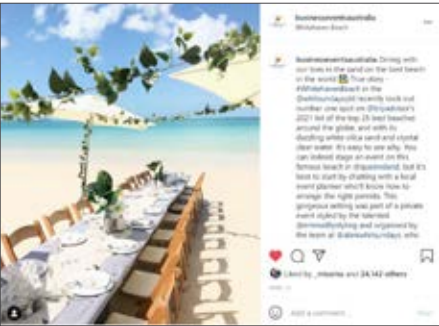 businesseventsaustralia
Whitehaven Beach
businesseventsaustralia Dining with
our toes in the sand on the best beach
in the world True story -
#WhitehavenBeach in the
@whitsundaysqld recently took out
number one spot on @tripadvisor's
2021 list of the top 25 best beaches
around the globe, and with its
dazzling white silica sand and crystal
clear water it's easy to see why. You
can indeed stage an event on this
famous beach in @queensland, but it's
best to start by chatting with a local
event planner who'll know how to
arrange the right permits. This
gorgeous setting was part of a private
event styled by the talented
and organised by
the team at who
Liked by and 24,142 others
Add a comment...